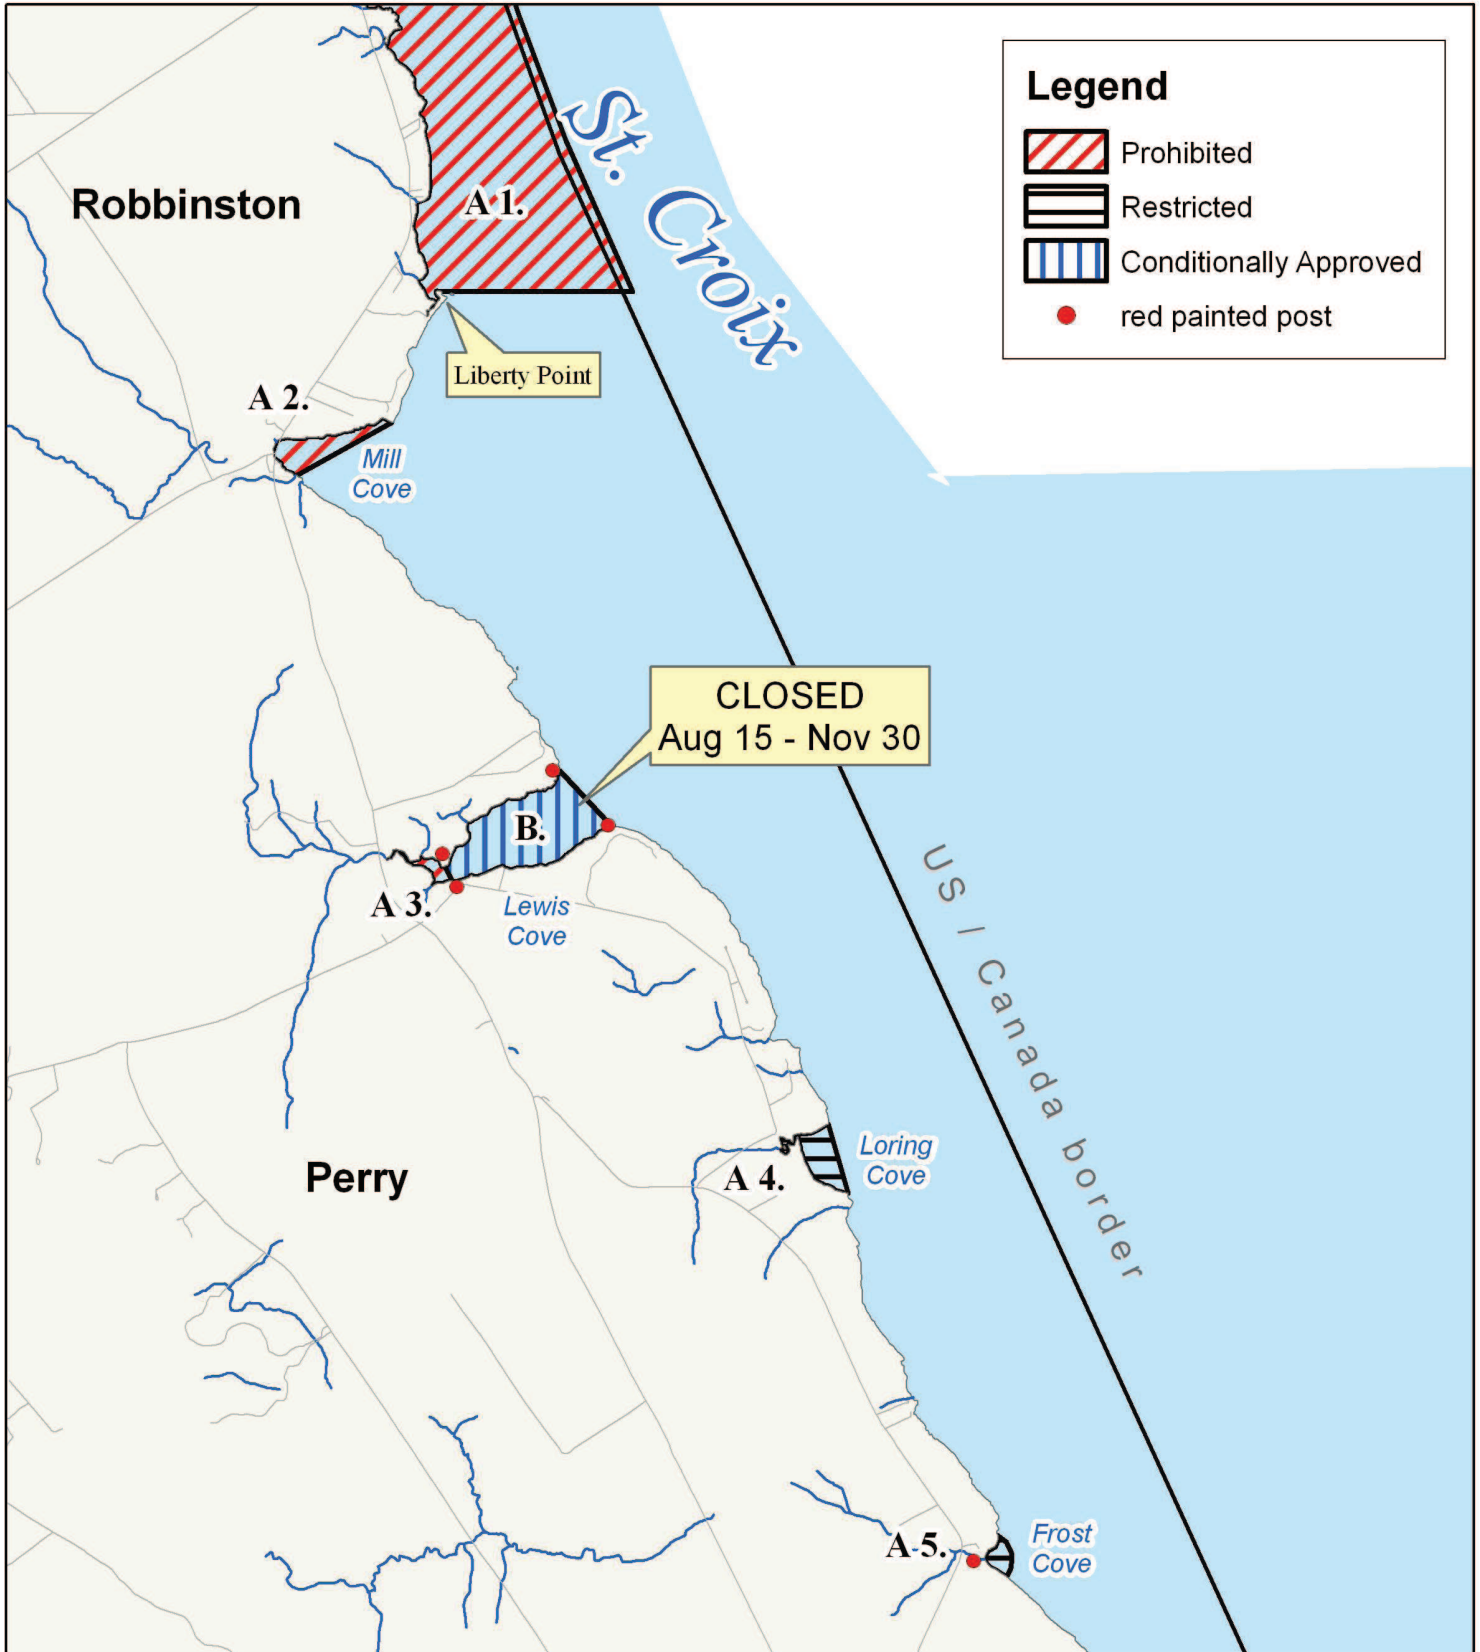 Legend
Prohibited
Restricted
Conditionally Approved
red painted post
St. Croix
Robbinston
A 1.
Liberty Point
A 2.
Mill
Cove
CLOSED
Aug 15 - Nov 30
B.
A 3.
Lewis
Cove
US / Canada border
Perry
A 4.
Loring
Cove
A 5.
Frost
Cove